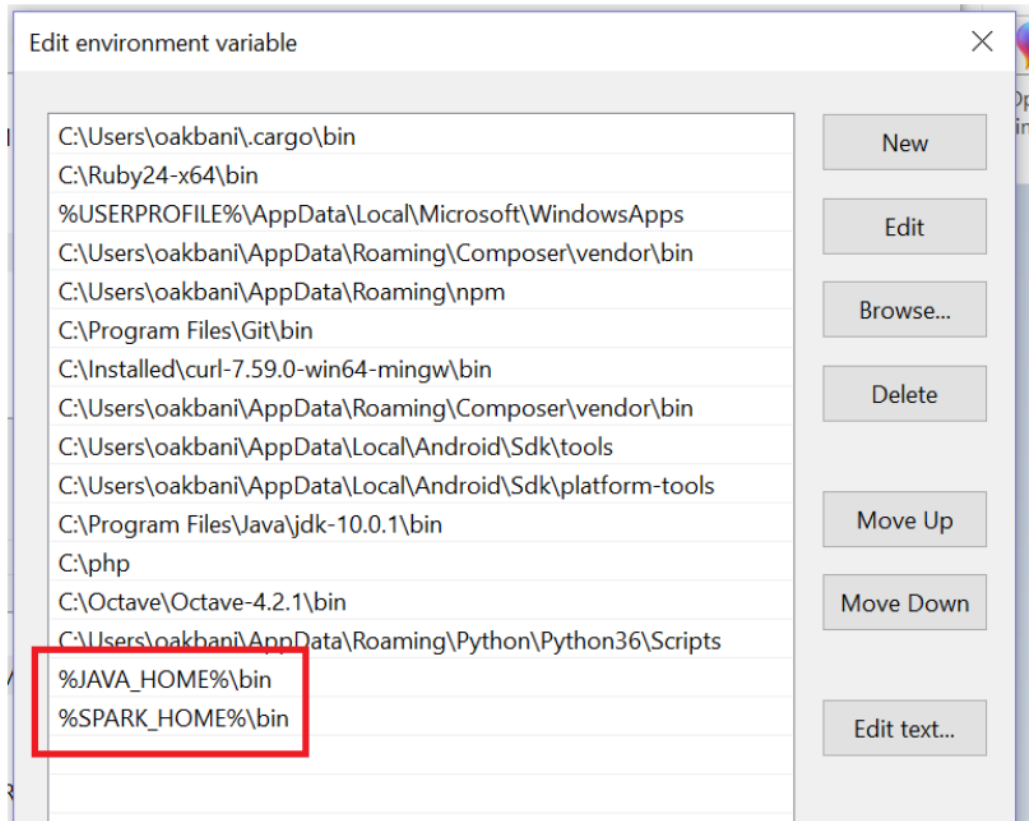 Edit environment variable
C:\Users\oakbani\.cargo\bin
C:\Ruby24-x64\bin
%USERPROFILE%\AppData\Local\Microsoft\WindowsApps
C:\Users\oakbani\AppData\Roaming\Composer\vendor\bin
C:\Users\oakbani\AppData\Roaming\npm
C:\Program Files\Git\bin
C:\Installed\curl-7.59.0-win64-mingw\bin
C:\Users\oakbani\AppData\Roaming\Composer\vendor\bin
C:\Users\oakbani\AppData\Local\Android\Sdk\tools
C:\Users\oakbani\AppData\Local\Android\Sdk\platform-tools
C:\Program Files\Java\jdk-10.0.1\bin
C:\php
C:\Octave\Octave-4.2.1\bin
C:\Users\oakbani\AppData\Roaming\Python\Python36\Scripts
%JAVA_HOME%\bin
%SPARK_HOME%\bin
New
Edit
Browse...
Delete
Move Up
Move Down
Edit text...